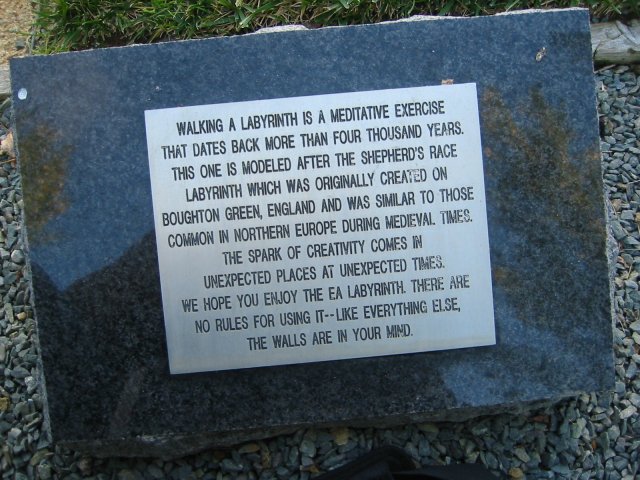 WALKING A LABYRINTH IS A MEDITATIVE EXERCISE
THAT DATES BACK MORE THAN FOUR THOUSAND YEARS.
THIS ONE IS MODELED AFTER THE SHEPHERD'S RACE
LABYRINTH WHICH WAS ORIGINALLY CREATED ON
BOUGHTON GREEN, ENGLAND AND WAS SIMILAR TO THOSE
COMMON IN NORTHERN EUROPE DURING MEDIEVAL TIMES.
THE SPARK OF CREATIVITY COMES IN
UNEXPECTED PLACES AT UNEXPECTED TIMES.
WE HOPE YOU ENJOY THE EA LABYRINTH. THERE ARE
NO RULES FOR USING IT--LIKE EVERYTHING ELSE,
THE WALLS ARE IN YOUR MIND.